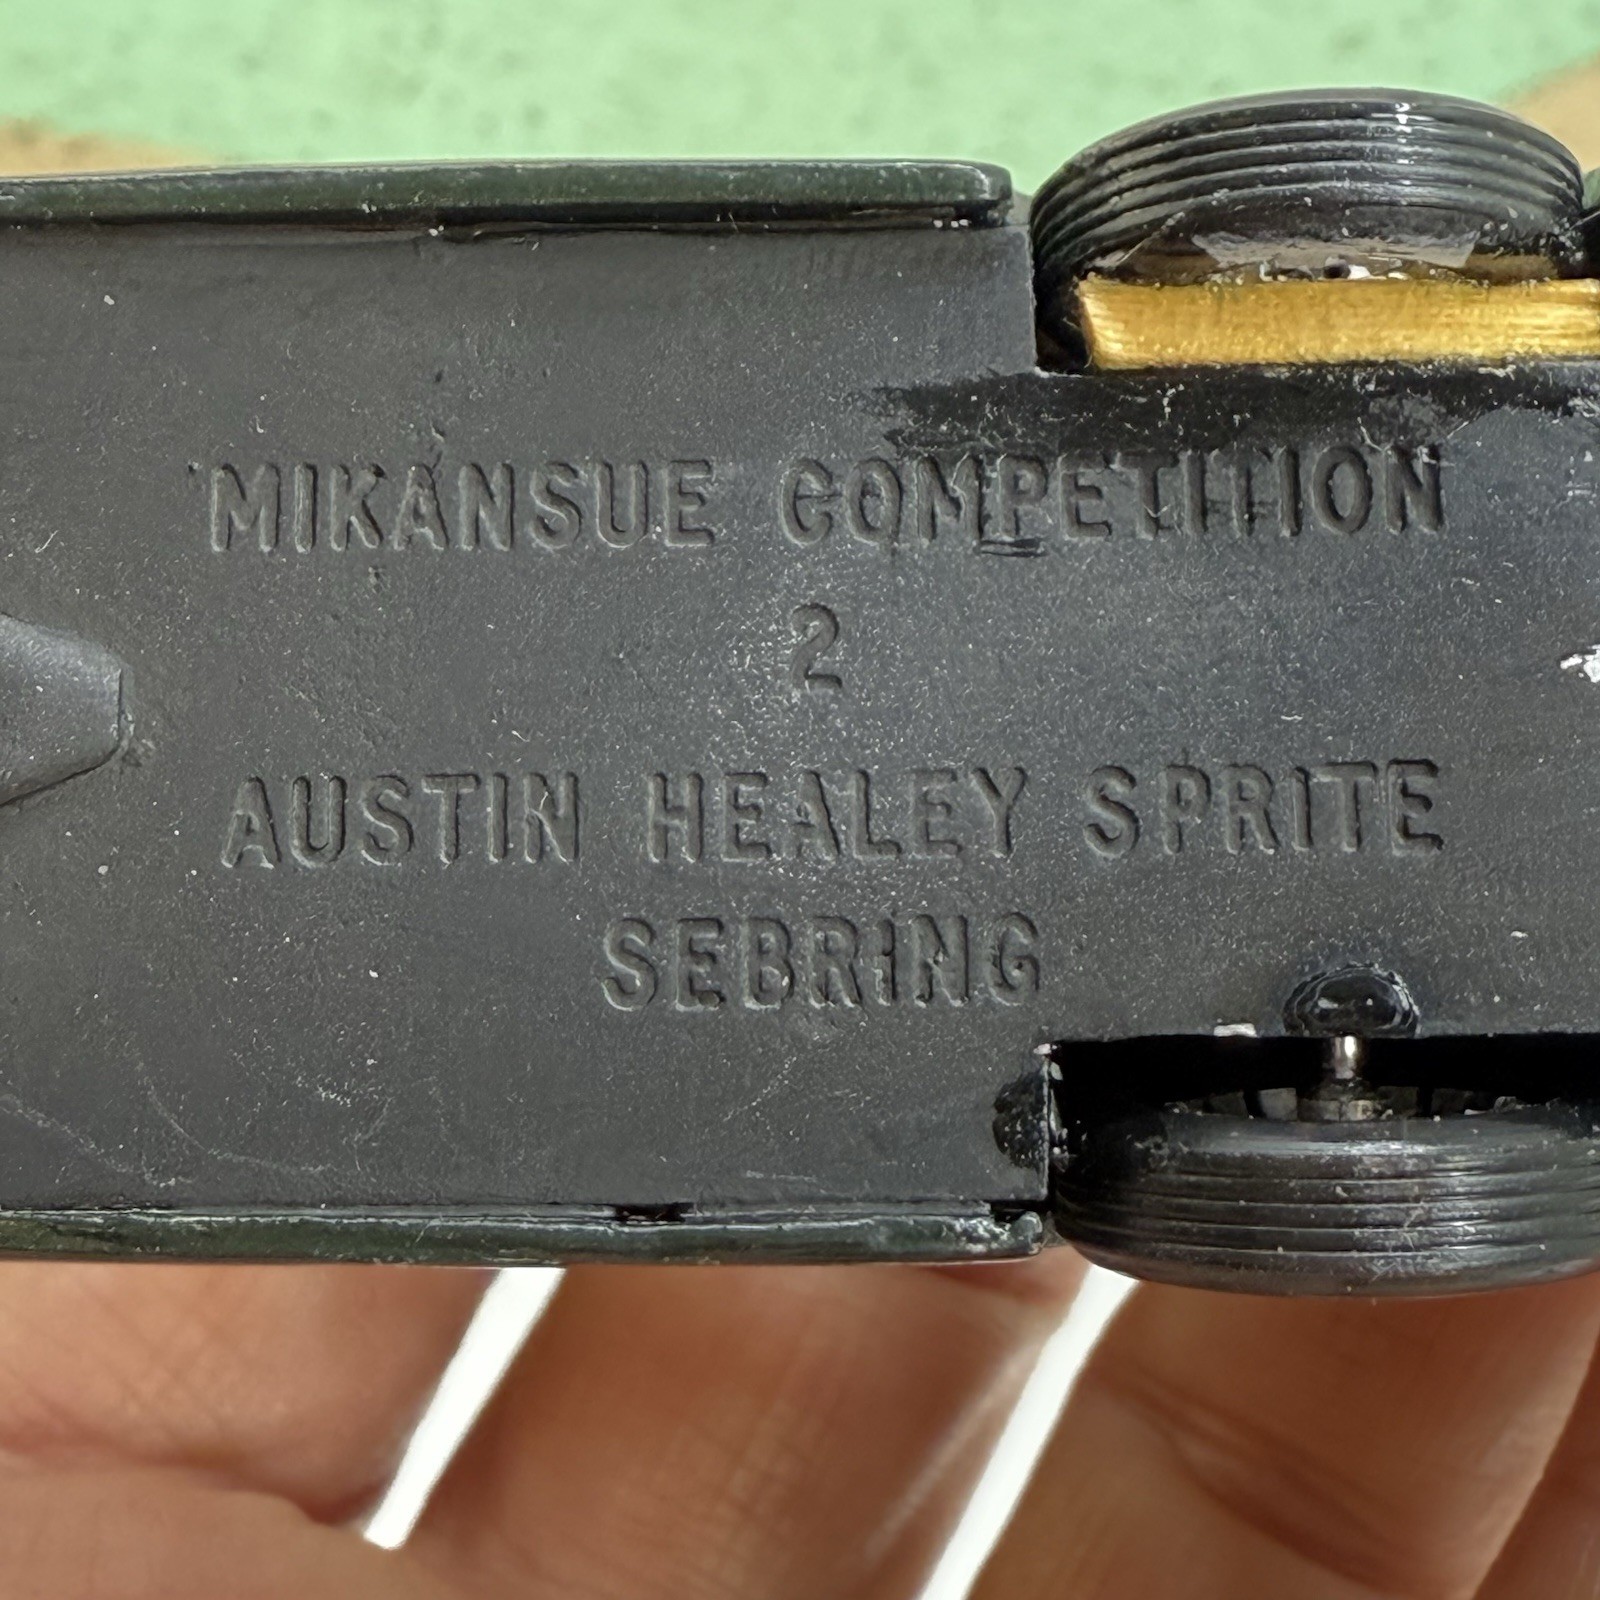 MIKANSUE COMPETITION
2
AUSTIN HEALEY SPRITE
SEBRING